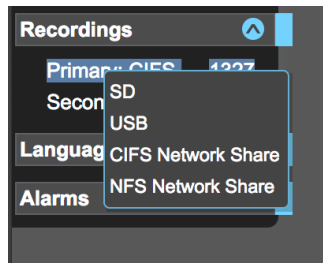 Recordings
Primary: CIFS 1327
Secon
SD
USB
CIFS Network Share
NFS Network Share
Languag
Alarms